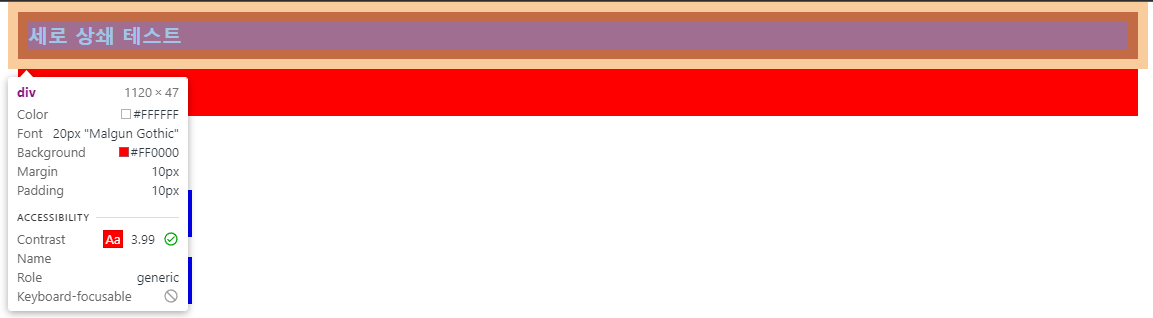 세로 상쇄 테스트
div 1120 × 47
Color #FFFFFF
Font 20px "Malgun Gothic"
Background #FF0000
Margin 10px
Padding 10px
ACCESSIBILITY
Contrast Aa 3.99
Name
Role generic
Keyboard-focusable